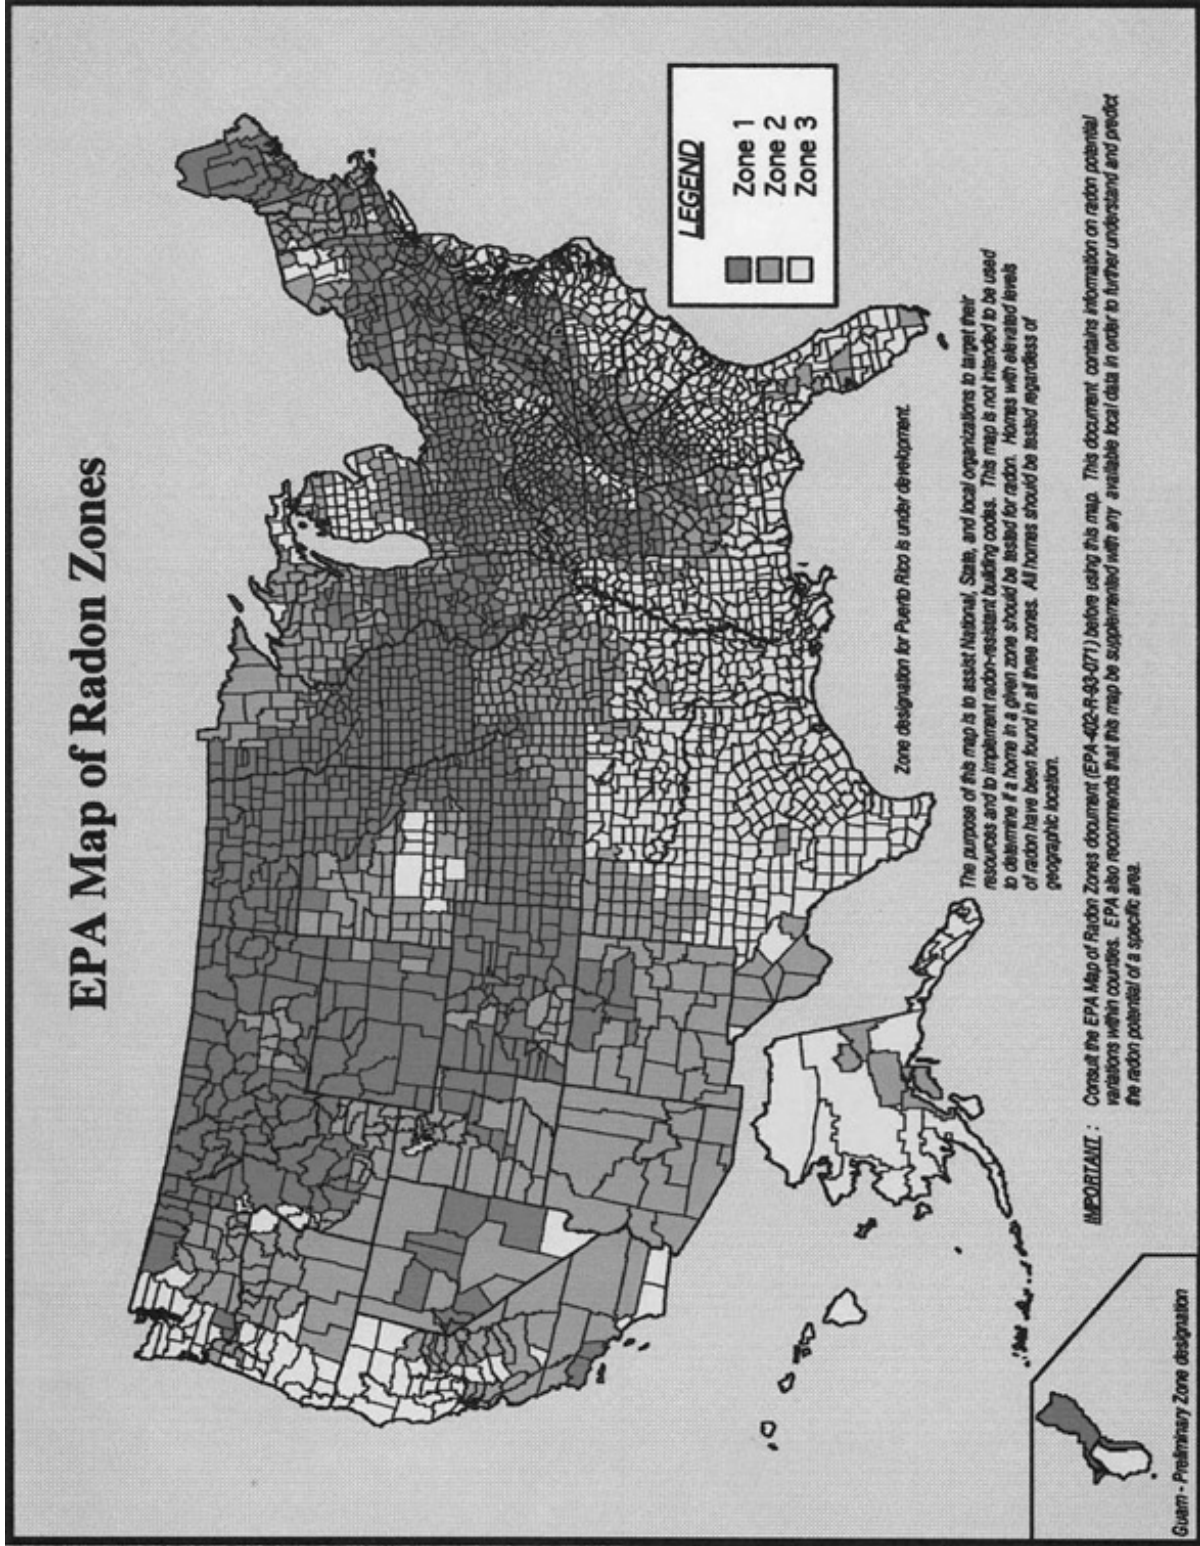 EPA Map of Radon Zones
LEGEND
Zone 1
Zone 2
Zone 3
Zone designation for Puerto Rico is under development.
The purpose of this map is to assist National, State, and local organizations to target their
resources and to implement radon-resistant building codes. This map is not intended to be used
to determine if a home in a given zone should be tested for radon. Homes with elevated levels
of radon have been found in all three zones. All homes should be tested regardless of
geographic location.
IMPORTANT : Consult the EPA Map of Radon Zones document (EPA-402-R-93-071) before using this map. This document contains information on radon potential
variations within counties. EPA also recommends that this map be supplemented with any available local data in order to further understand and predict
the radon potential of a specific area.
Guam - Preliminary Zone designation